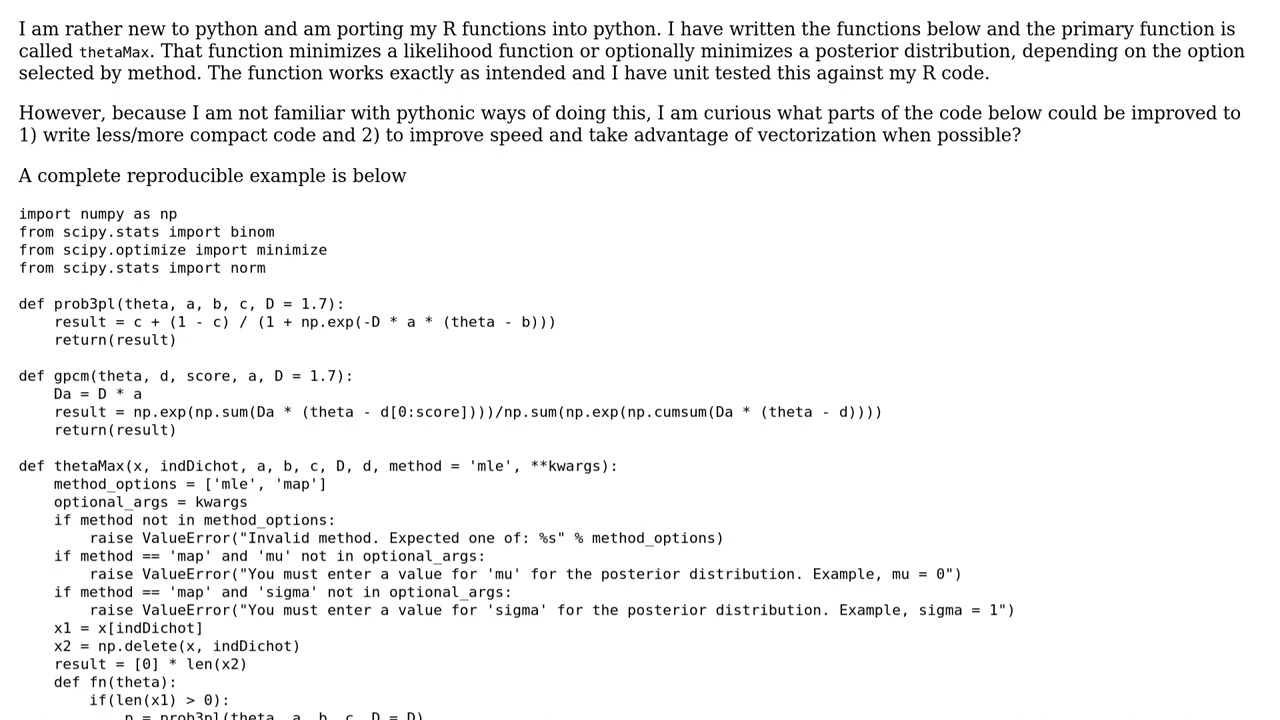 I am rather new to python and am porting my R functions into python. I have written the functions below and the primary function is
called thetaMax. That function minimizes a likelihood function or optionally minimizes a posterior distribution, depending on the option
selected by method. The function works exactly as intended and I have unit tested this against my R code.
However, because I am not familiar with pythonic ways of doing this, I am curious what parts of the code below could be improved to
1) write less/more compact code and 2) to improve speed and take advantage of vectorization when possible?
A complete reproducible example is below
import numpy as np
from scipy.stats import binom
from scipy.optimize import minimize
from scipy.stats import norm
def prob3pl(theta, a, b, c, D = 1.7):
    result = c + (1 - c) / (1 + np.exp(-D * a * (theta - b)))
    return(result)
def gpcm(theta, d, score, a, D = 1.7):
    Da = D * a
    result = np.exp(np.sum(Da * (theta - d[0:score])))/np.sum(np.exp(np.cumsum(Da * (theta - d))))
    return(result)
def thetaMax(x, indDichot, a, b, c, D, d, method = 'mle', **kwargs):
    method_options = ['mle', 'map']
    optional_args = kwargs
    if method not in method_options:
        raise ValueError("Invalid method. Expected one of: %s" % method_options)
    if method == 'map' and 'mu' not in optional_args:
        raise ValueError("You must enter a value for 'mu' for the posterior distribution. Example, mu = 0")
    if method == 'map' and 'sigma' not in optional_args:
        raise ValueError("You must enter a value for 'sigma' for the posterior distribution. Example, sigma = 1")
    x1 = x[indDichot]
    x2 = np.delete(x, indDichot)
    result = [0] * len(x2)
    def fn(theta):
        if(len(x1) > 0):
            p = prob3pl(theta, a, b, c, D = D)